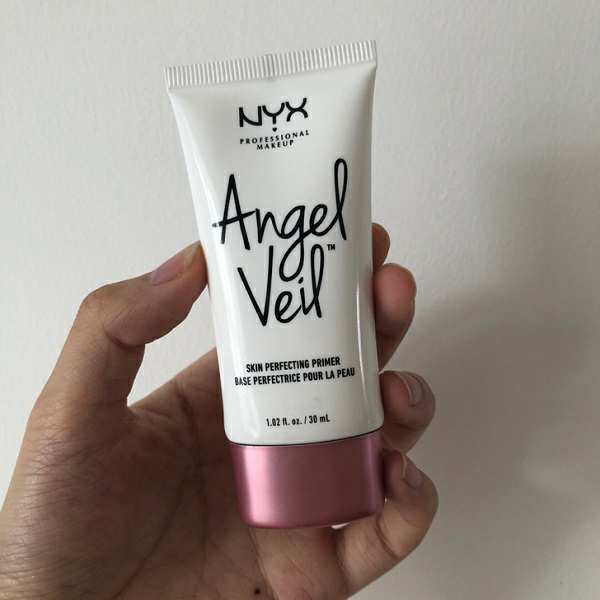 NYX
PROFESSIONAL
MAKEUP
Angel
Veil™
SKIN PERFECTING PRIMER
BASE PERFECTRICE POUR LA PEAU
1.02 fl. oz. / 30 mL